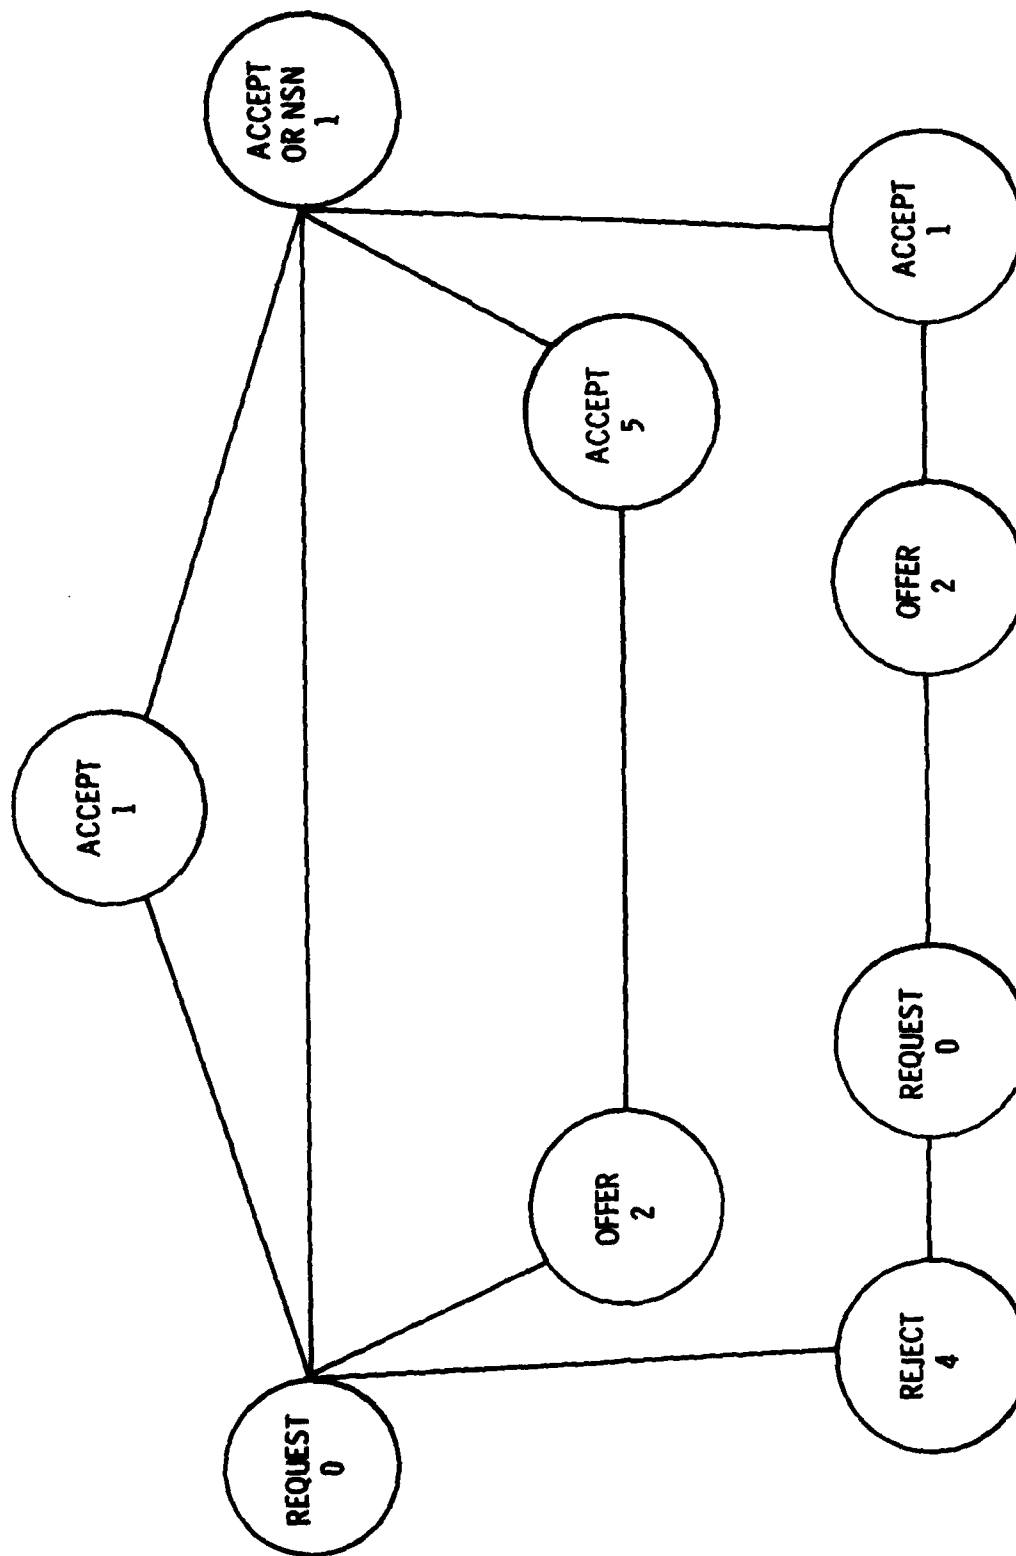 REQUEST
0
ACCEPT
1
ACCEPT
OR NSN
1
OFFER
2
ACCEPT
5
REJECT
4
REQUEST
0
OFFER
2
ACCEPT
1